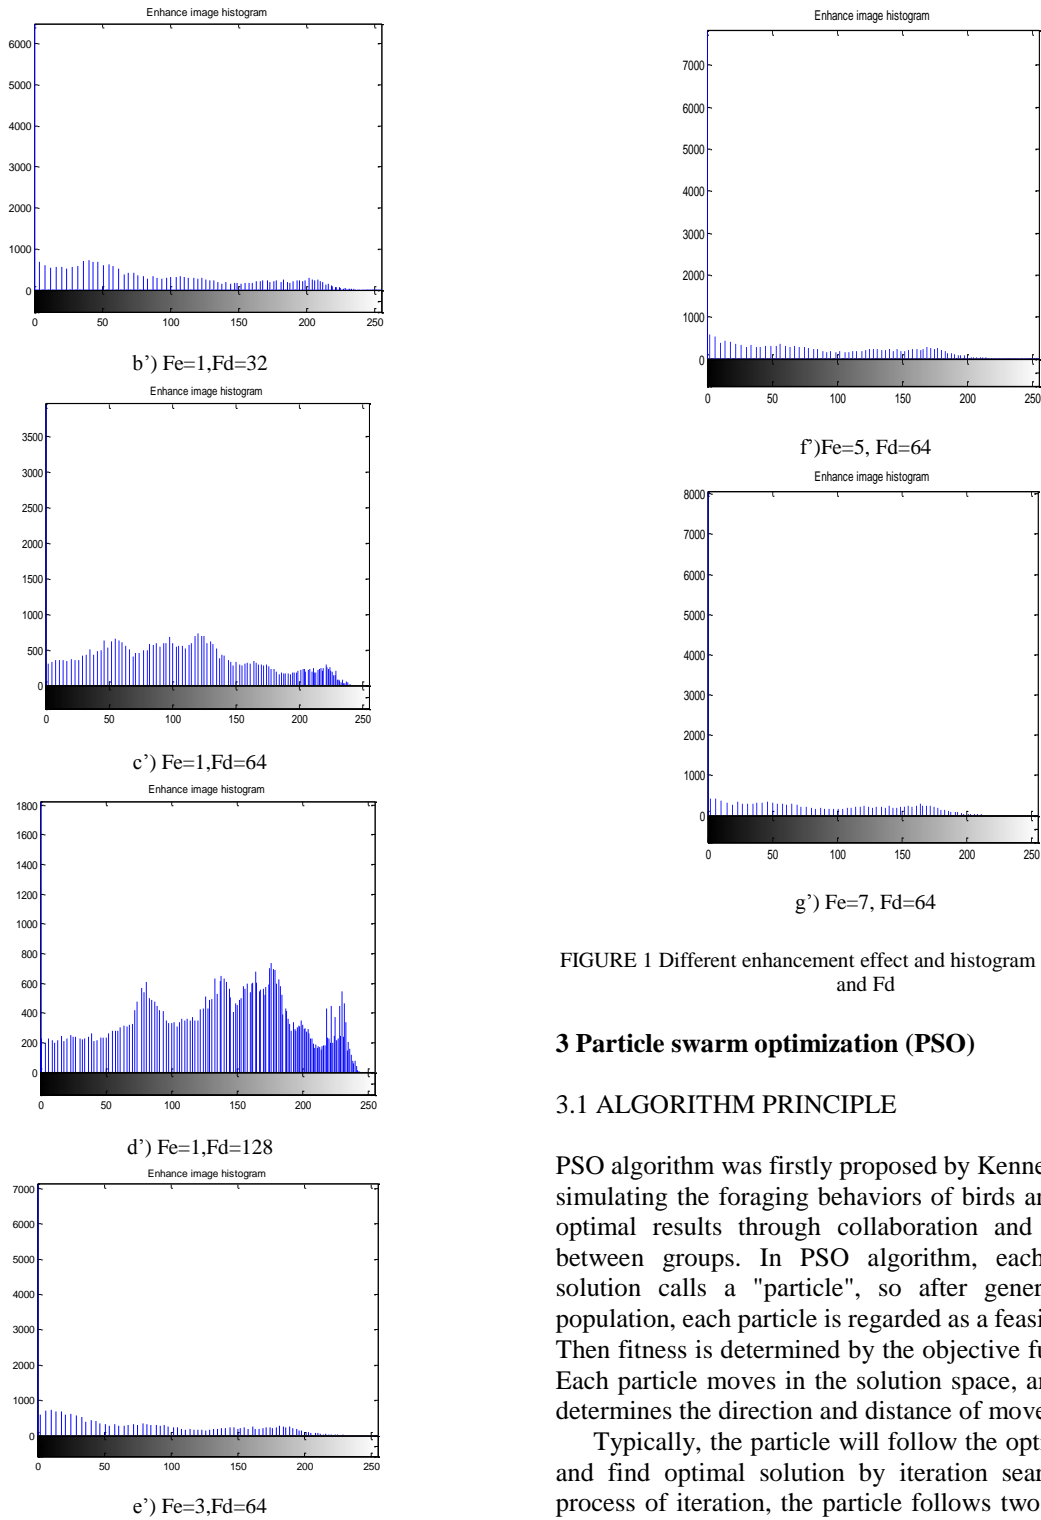 Enhance image histogram
6000
5000
4000
3000
2000
1000
0
0 50 100 150 200 250
b’) Fe=1,Fd=32
Enhance image histogram
3500
3000
2500
2000
1500
1000
500
0
0 50 100 150 200 250
c’) Fe=1,Fd=64
Enhance image histogram
1800
1600
1400
1200
1000
800
600
400
200
0
0 50 100 150 200 250
d’) Fe=1,Fd=128
Enhance image histogram
7000
6000
5000
4000
3000
2000
1000
0
0 50 100 150 200 250
e’) Fe=3,Fd=64
Enhance image histogram
7000
6000
5000
4000
3000
2000
1000
0
0 50 100 150 200 250
f’)Fe=5, Fd=64
Enhance image histogram
8000
7000
6000
5000
4000
3000
2000
1000
0
0 50 100 150 200 250
g’) Fe=7, Fd=64
FIGURE 1 Different enhancement effect and histogram
and Fd
3 Particle swarm optimization (PSO)
3.1 ALGORITHM PRINCIPLE
PSO algorithm was firstly proposed by Kenne
simulating the foraging behaviors of birds an
optimal results through collaboration and
between groups. In PSO algorithm, each
solution calls a "particle", so after gener
population, each particle is regarded as a feasi
Then fitness is determined by the objective fu
Each particle moves in the solution space, an
determines the direction and distance of move
Typically, the particle will follow the opti
and find optimal solution by iteration sear
process of iteration, the particle follows two